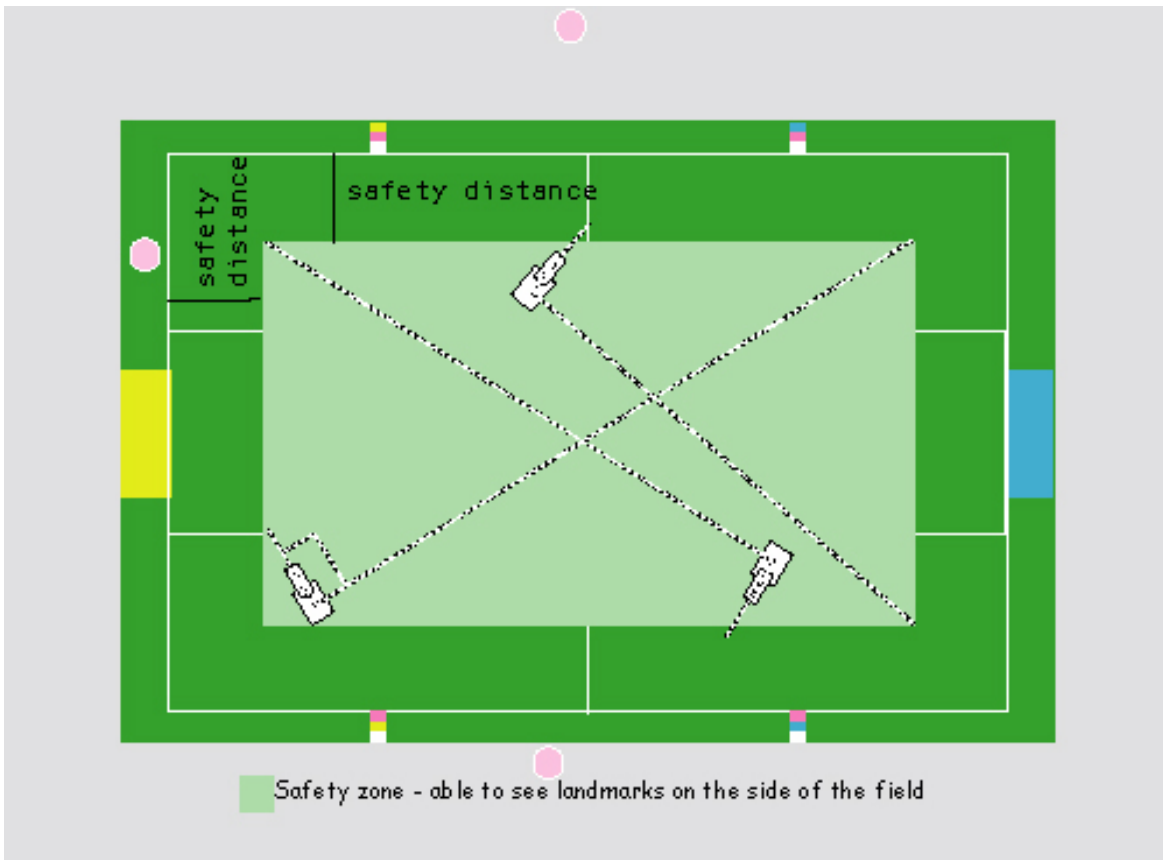 safety distance
safety
distance
Safety zone - able to see landmarks on the side of the field